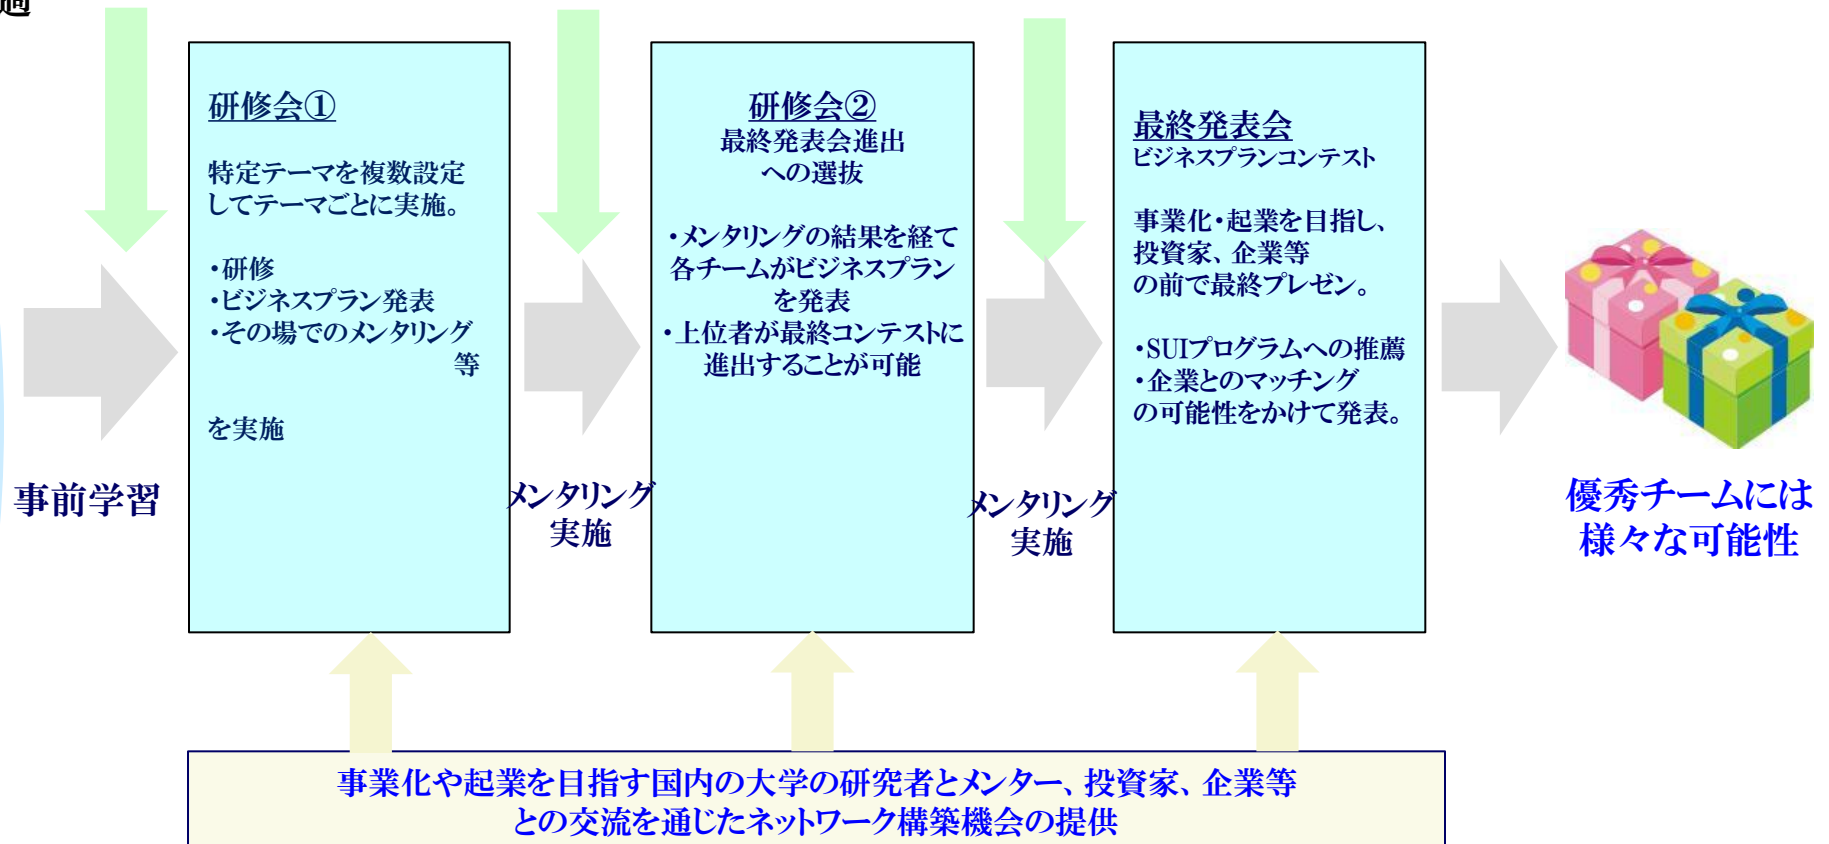 研修会①
特定テーマを複数設定
してテーマごとに実施。
・研修
・ビジネスプラン発表
・その場でのメンタリング
等
を実施
研修会②
最終発表会進出
への選抜
・メンタリングの結果を経て
各チームがビジネスプラン
を発表
・上位者が最終コンテストに
進出することが可能
最終発表会
ビジネスプランコンテスト
事業化・起業を目指し、
投資家、企業等
の前で最終プレゼン。
・SUIプログラムへの推薦
・企業とのマッチング
の可能性をかけて発表。
事前学習
メンタリング
実施
メンタリング
実施
優秀チームには
様々な可能性
事業化や起業を目指す国内の大学の研究者とメンター、投資家、企業等
との交流を通じたネットワーク構築機会の提供